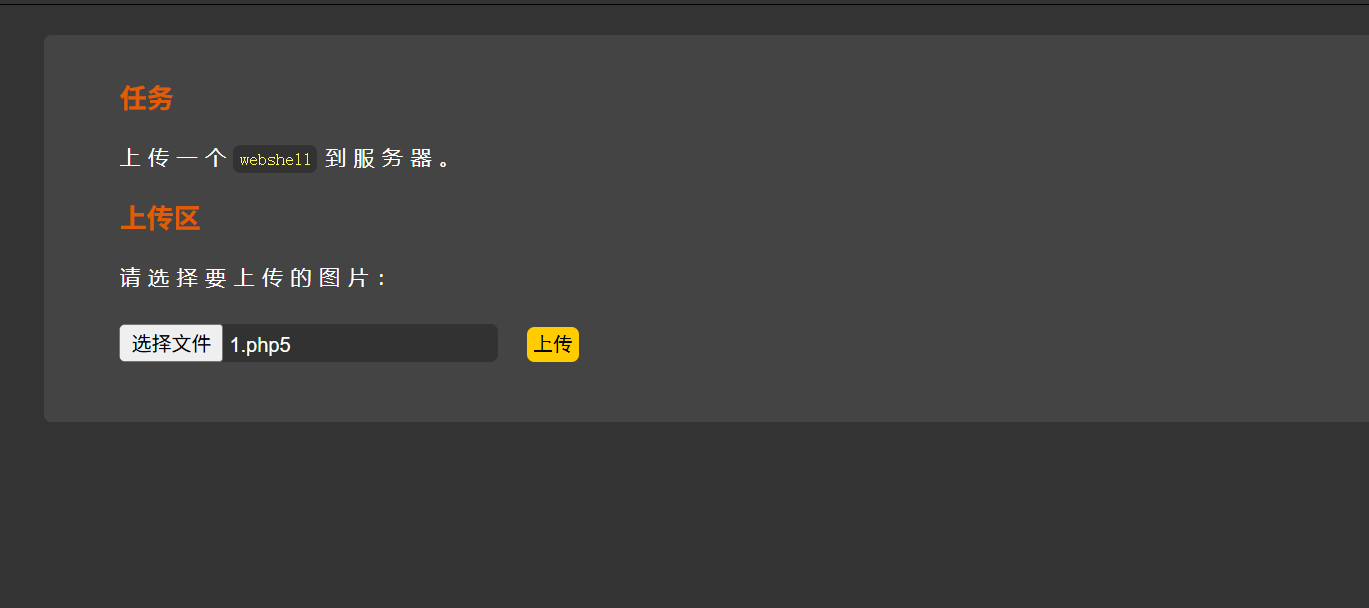 任务
上传一个 webshell 到服务器。
上传区
请选择要上传的图片：
选择文件 1.php5 上传